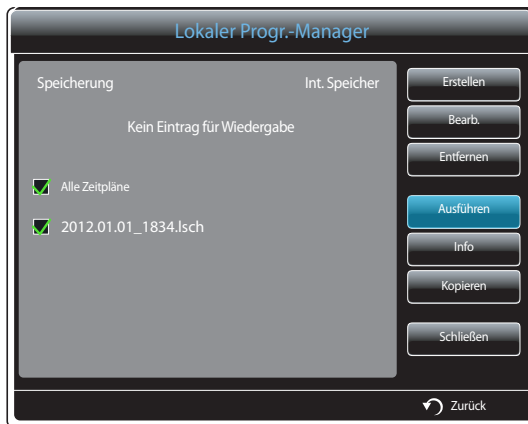 Lokaler Progr.-Manager
Speicherung Int. Speicher
Kein Eintrag für Wiedergabe
Alle Zeitpläne
2012.01.01_1834.lsch
Erstellen
Bearb.
Entfernen
Ausführen
Info
Kopieren
Schließen
Zurück